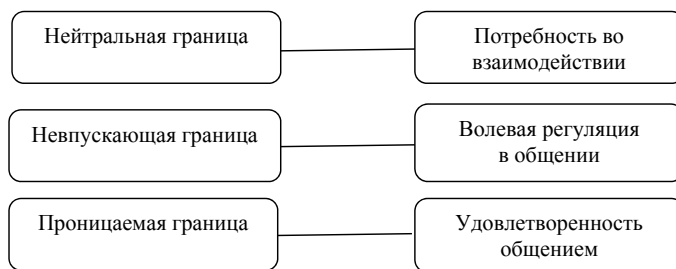 Нейтральная граница
Потребность во
взаимодействии
Невпускающая граница
Волевая регуляция
в общении
Проницаемая граница
Удовлетворенность
общением